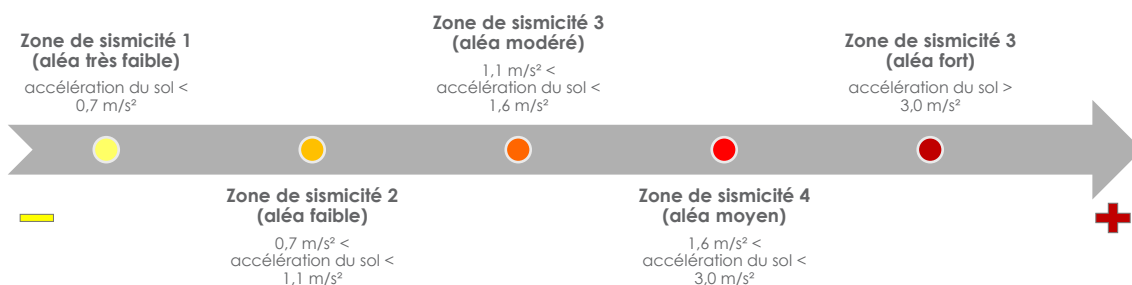 Zone de sismicité 1
(aléa très faible)
accélération du sol <
0,7 m/s²
Zone de sismicité 2
(aléa faible)
0,7 m/s² <
accélération du sol <
1,1 m/s²
Zone de sismicité 3
(aléa modéré)
1,1 m/s² <
accélération du sol <
1,6 m/s²
Zone de sismicité 4
(aléa moyen)
1,6 m/s² <
accélération du sol <
3,0 m/s²
Zone de sismicité 3
(aléa fort)
accélération du sol >
3,0 m/s²